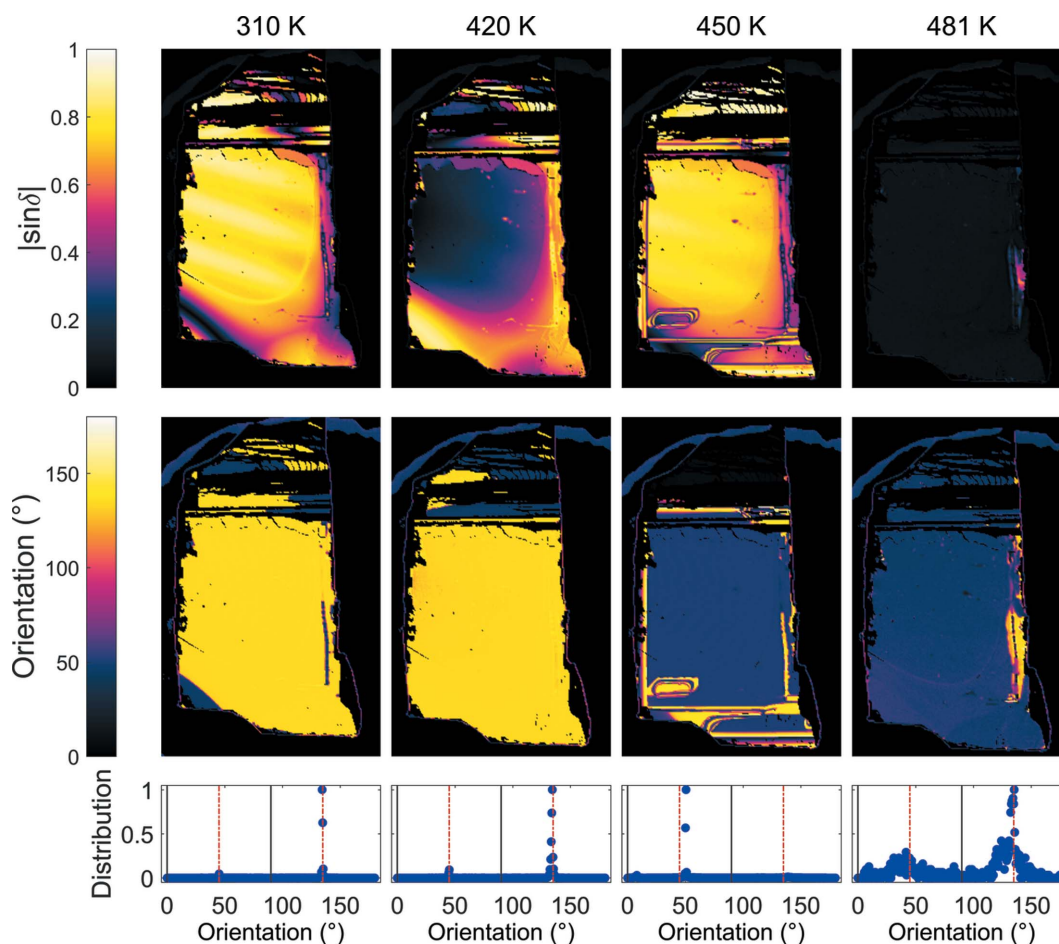 310 K 420 K 450 K 481 K
1
0.8
0.6
0.4
0.2
0
|sinδ|
150
100
50
0
Orientation (°)
1
0.5
0
Distribution
0 50 100 150 0 50 100 150 0 50 100 150 0 50 100 150
Orientation (°) Orientation (°) Orientation (°) Orientation (°)